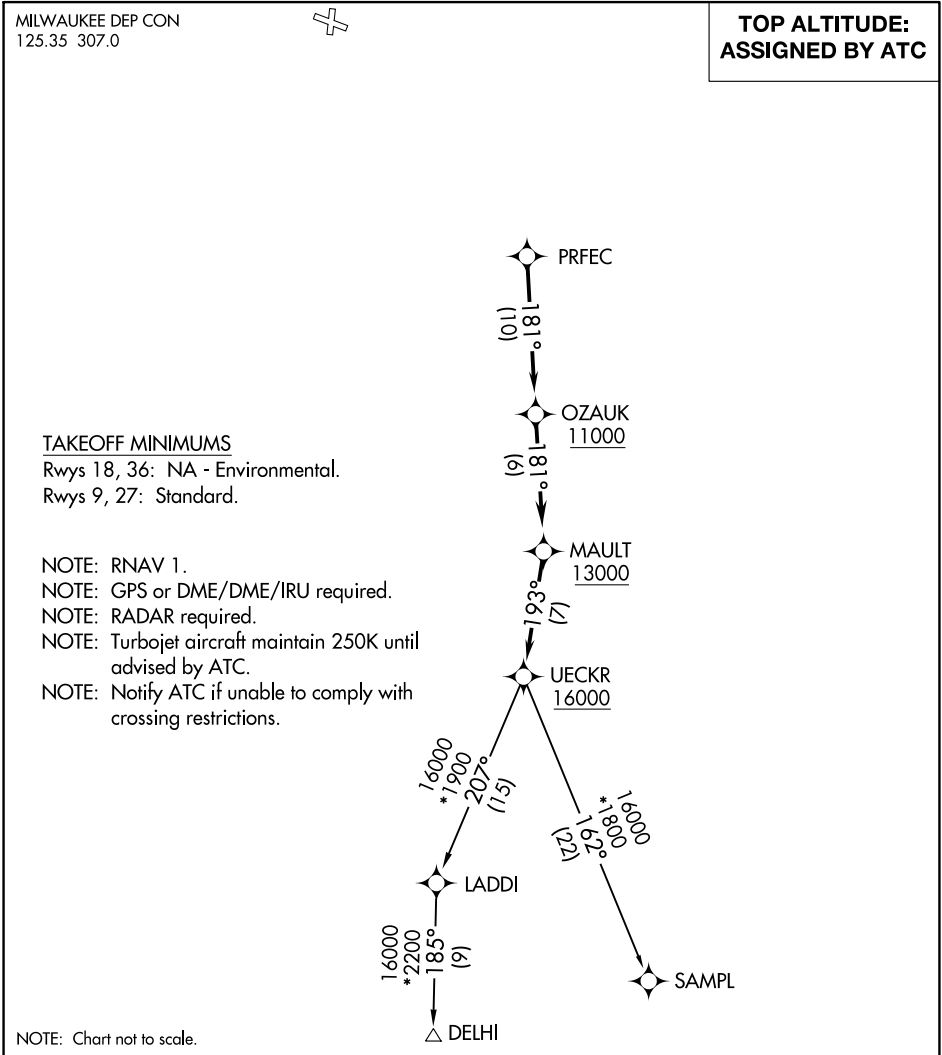 MILWAUKEE DEP CON
125.35 307.0
TOP ALTITUDE:
ASSIGNED BY ATC
PRFEC
181°
(10)
OZAUK
11000
181°
(9)
TAKEOFF MINIMUMS
Rwys 18, 36: NA - Environmental.
Rwys 9, 27: Standard.
MAULT
13000
193°
(7)
NOTE: RNAV 1.
NOTE: GPS or DME/DME/IRU required.
NOTE: RADAR required.
NOTE: Turbojet aircraft maintain 250K until
advised by ATC.
NOTE: Notify ATC if unable to comply with
crossing restrictions.
UECKR
16000
16000
*1900
207°
(15)
16000
*1800
162°
(22)
LADDI
16000
*2200
185°
(9)
SAMPL
DELHI
NOTE: Chart not to scale.